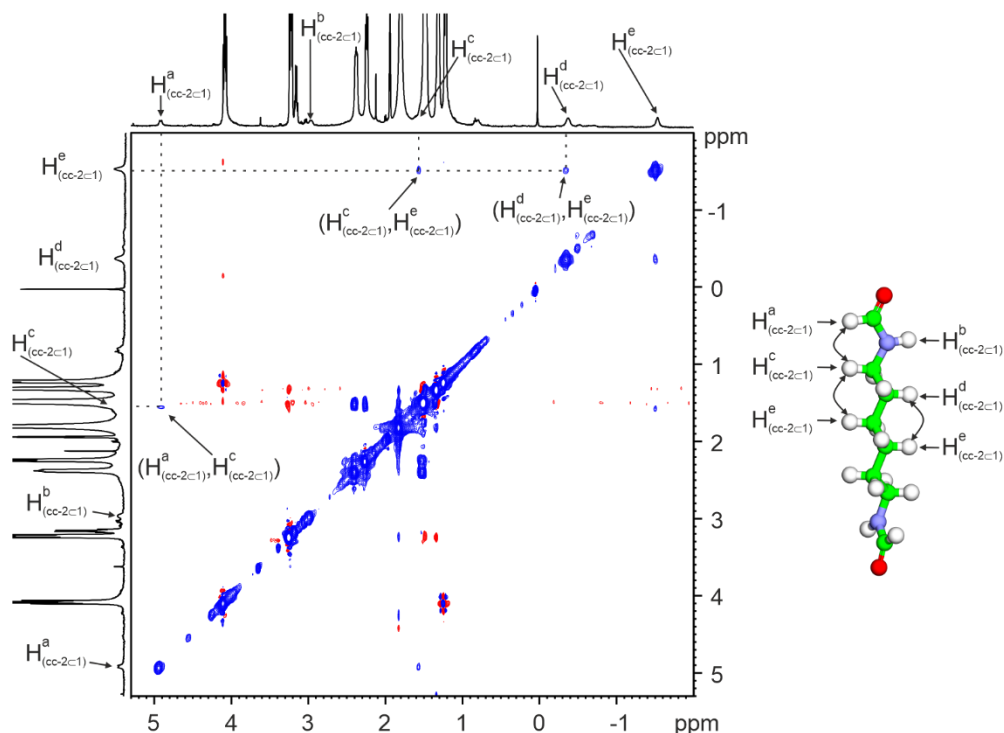 H^b_(cc-2⊂1)
H^c_(cc-2⊂1)
H^e_(cc-2⊂1)
H^a_(cc-2⊂1)
H^d_(cc-2⊂1)
ppm
H^e_(cc-2⊂1)
(H^c_(cc-2⊂1),H^e_(cc-2⊂1))
(H^d_(cc-2⊂1),H^e_(cc-2⊂1))
-1
H^d_(cc-2⊂1)
0
H^c_(cc-2⊂1)
1
2
(H^a_(cc-2⊂1),H^c_(cc-2⊂1))
H^b_(cc-2⊂1)
3
4
H^a_(cc-2⊂1)
5
5 4 3 2 1 0 -1 ppm
H^a_(cc-2⊂1)
H^b_(cc-2⊂1)
H^c_(cc-2⊂1)
H^d_(cc-2⊂1)
H^e_(cc-2⊂1)
H^e_(cc-2⊂1)